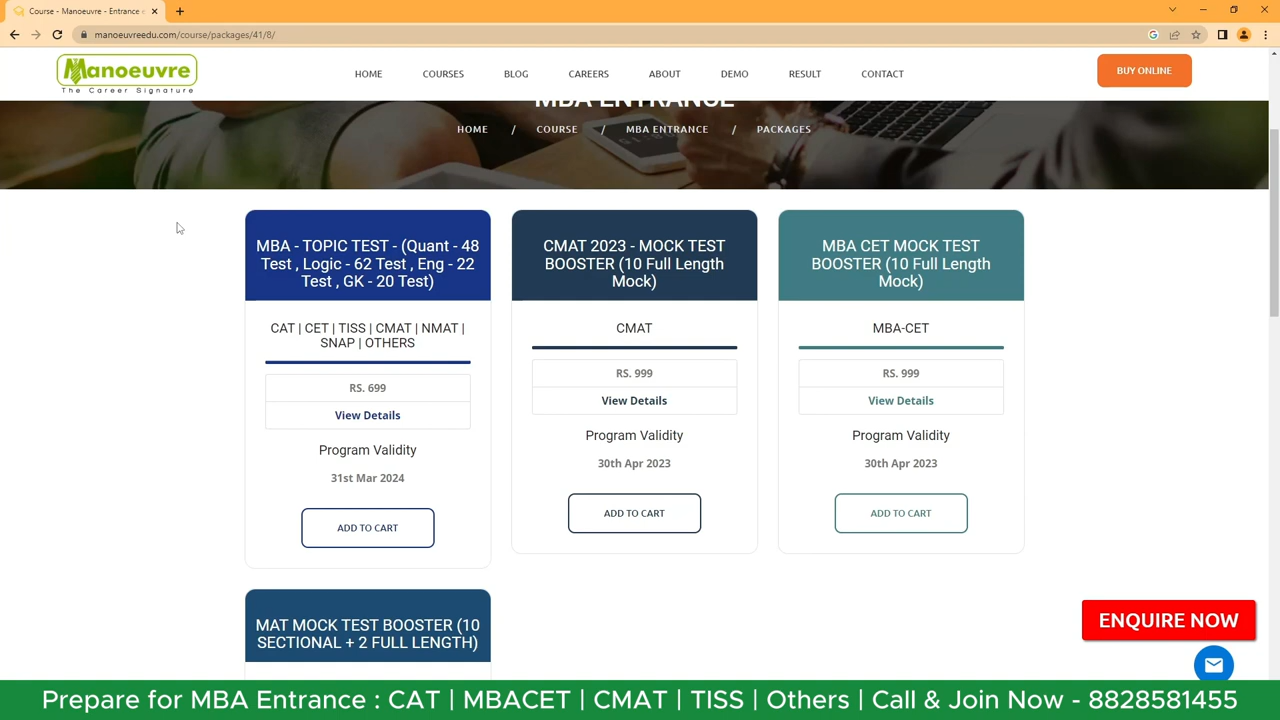 Course - Manoeuvre - Entrance
manoeuvreedu.com/course/packages/41/8/
Manoeuvre
The Career Signature
HOME
COURSES
BLOG
CAREERS
ABOUT
DEMO
RESULT
CONTACT
BUY ONLINE
MBA ENTRANCE
HOME / COURSE / MBA ENTRANCE / PACKAGES
MBA - TOPIC TEST - (Quant - 48
Test , Logic - 62 Test , Eng - 22
Test , GK - 20 Test)
CAT | CET | TISS | CMAT | NMAT |
SNAP | OTHERS
RS. 699
View Details
Program Validity
31st Mar 2024
ADD TO CART
CMAT 2023 - MOCK TEST
BOOSTER (10 Full Length
Mock)
CMAT
RS. 999
View Details
Program Validity
30th Apr 2023
ADD TO CART
MBA CET MOCK TEST
BOOSTER (10 Full Length
Mock)
MBA-CET
RS. 999
View Details
Program Validity
30th Apr 2023
ADD TO CART
MAT MOCK TEST BOOSTER (10
SECTIONAL + 2 FULL LENGTH)
ENQUIRE NOW
Prepare for MBA Entrance : CAT | MBACET | CMAT | TISS | Others | Call & Join Now - 8828581455